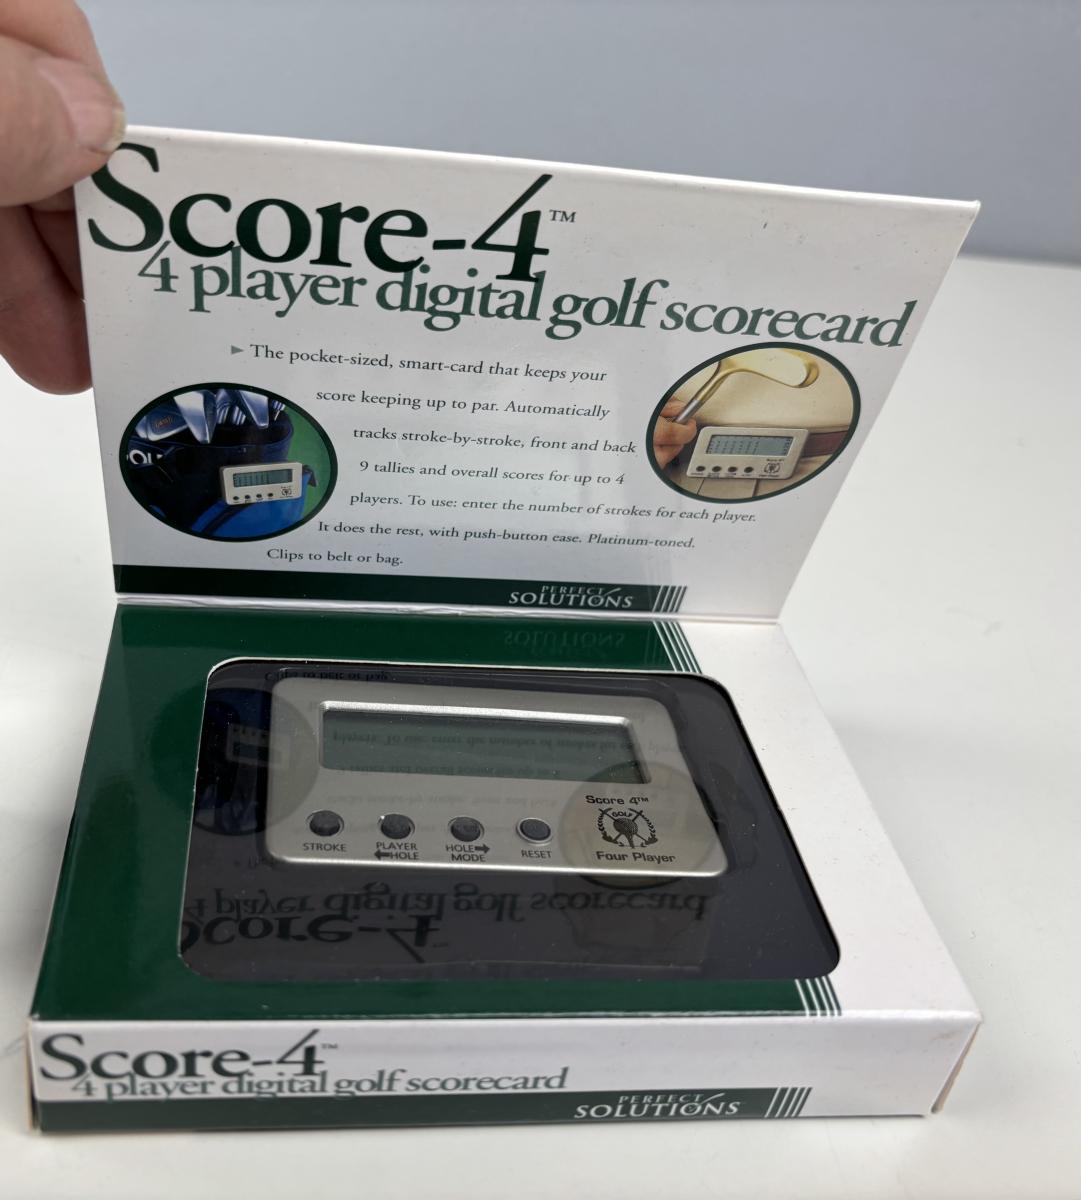 Score-4™
4 player digital golf scorecard
► The pocket-sized, smart-card that keeps your
score keeping up to par. Automatically
tracks stroke-by-stroke, front and back
9 tallies and overall scores for up to 4
players. To use: enter the number of strokes for each player.
It does the rest, with push-button ease. Platinum-toned.
Clips to belt or bag.
PERFECT
SOLUTIONS
Score 4™
GOLF
Four Player
STROKE
PLAYER
⬅HOLE
HOLE➡
MODE
RESET
Score-4™
4 player digital golf scorecard
PERFECT
SOLUTIONS